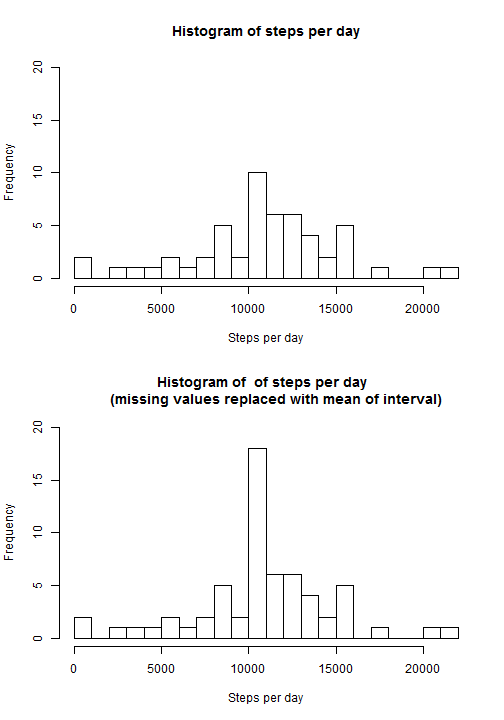 Histogram of steps per day
20
15
10
5
0
Frequency
0 5000 10000 15000 20000
Steps per day
Histogram of of steps per day
(missing values replaced with mean of interval)
20
15
10
5
0
Frequency
0 5000 10000 15000 20000
Steps per day